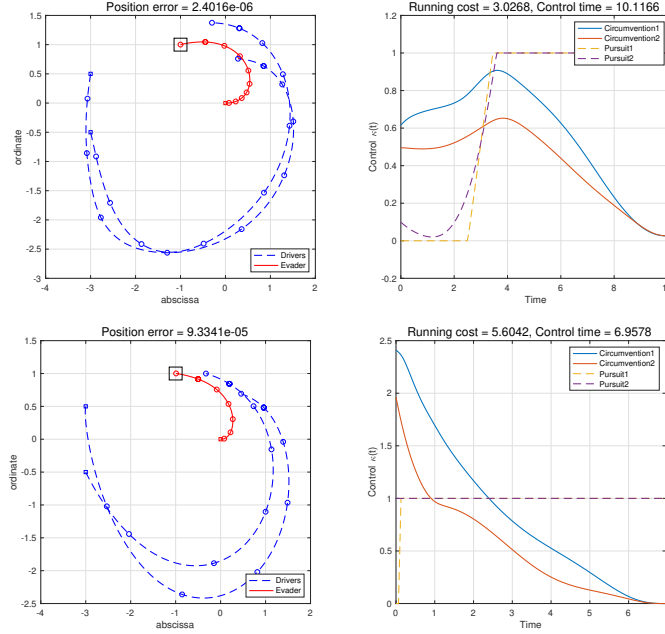 Position error = 2.4016e-06
1.5
1
0.5
0
-0.5
-1
-1.5
-2
-2.5
-3
ordinate
-4 -3 -2 -1 0 1 2
abscissa
Drivers
Evader
Running cost = 3.0268, Control time = 10.1166
1.2
1
0.8
0.6
0.4
0.2
0
-0.2
Control κ(t)
0 2 4 6 8 10
Time
Circumvention1
Circumvention2
Pursuit1
Pursuit2
Position error = 9.3341e-05
1.5
1
0.5
0
-0.5
-1
-1.5
-2
-2.5
ordinate
-4 -3 -2 -1 0 1 2
abscissa
Drivers
Evader
Running cost = 5.6042, Control time = 6.9578
2.5
2
1.5
1
0.5
0
Control κ(t)
0 1 2 3 4 5 6
Time
Circumvention1
Circumvention2
Pursuit1
Pursuit2